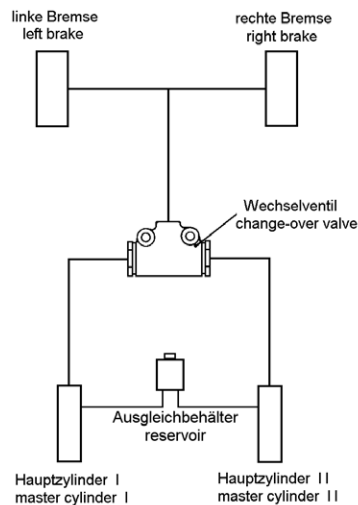 linke Bremse
left brake
rechte Bremse
right brake
Wechselventil
change-over valve
Ausgleichbehälter
reservoir
Hauptzylinder I
master cylinder I
Hauptzylinder II
master cylinder II